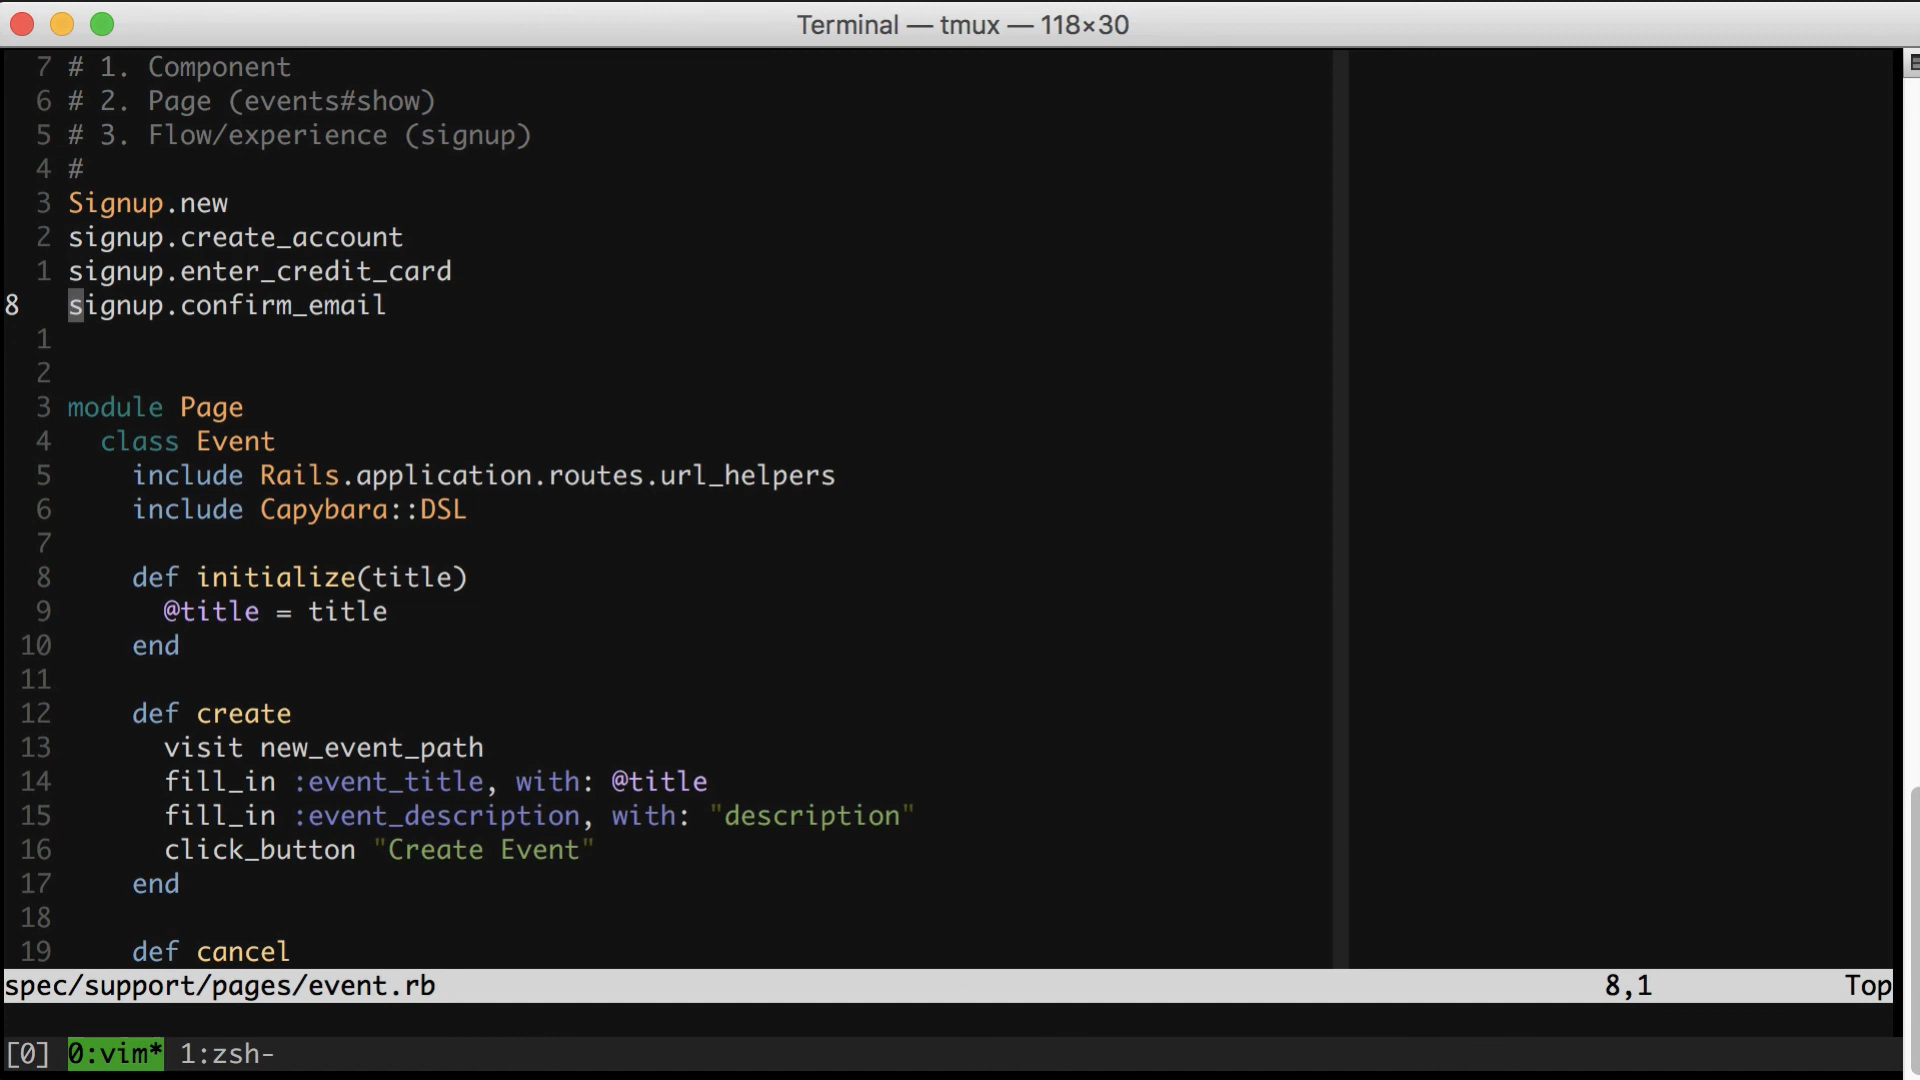 Terminal — tmux — 118×30
7 # 1. Component
6 # 2. Page (events#show)
5 # 3. Flow/experience (signup)
4 #
3 Signup.new
2 signup.create_account
1 signup.enter_credit_card
8 signup.confirm_email
1
2
3 module Page
4   class Event
5     include Rails.application.routes.url_helpers
6     include Capybara::DSL
7
8     def initialize(title)
9       @title = title
10     end
11
12     def create
13       visit new_event_path
14       fill_in :event_title, with: @title
15       fill_in :event_description, with: "description"
16       click_button "Create Event"
17     end
18
19     def cancel
spec/support/pages/event.rb 8,1 Top
[0] 0:vim* 1:zsh-